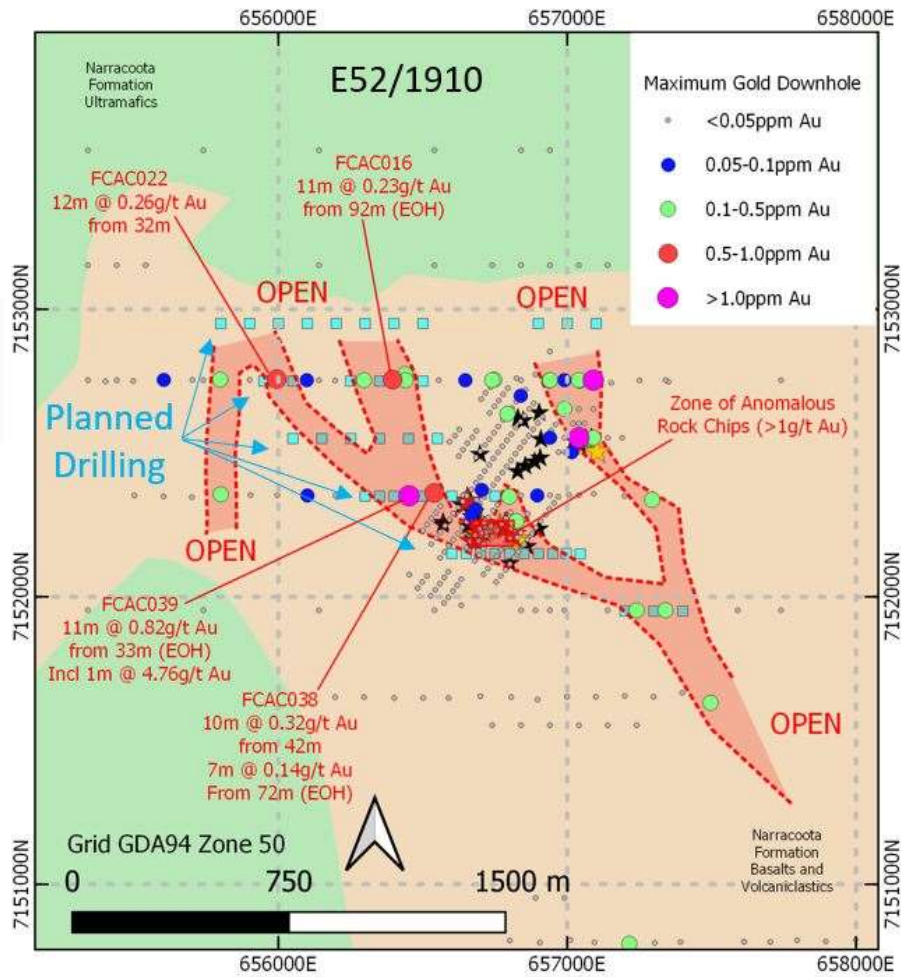 656000E
657000E
658000E
Narracoota
Formation
Ultramafics
E52/1910
Maximum Gold Downhole
<0.05ppm Au
0.05-0.1ppm Au
0.1-0.5ppm Au
0.5-1.0ppm Au
>1.0ppm Au
FCAC022
12m @ 0.26g/t Au
from 32m
FCAC016
11m @ 0.23g/t Au
from 92m (EOH)
7153000N
7153000N
OPEN
OPEN
Planned
Drilling
Zone of Anomalous
Rock Chips (>1g/t Au)
OPEN
7152000N
7152000N
FCAC039
11m @ 0.82g/t Au
from 33m (EOH)
Incl 1m @ 4.76g/t Au
FCAC038
10m @ 0.32g/t Au
from 42m
7m @ 0.14g/t Au
From 72m (EOH)
OPEN
Grid GDA94 Zone 50
0
750
1500 m
Narracoota
Formation
Basalts and
Volcaniclastics
7151000N
7151000N
656000E
657000E
658000E